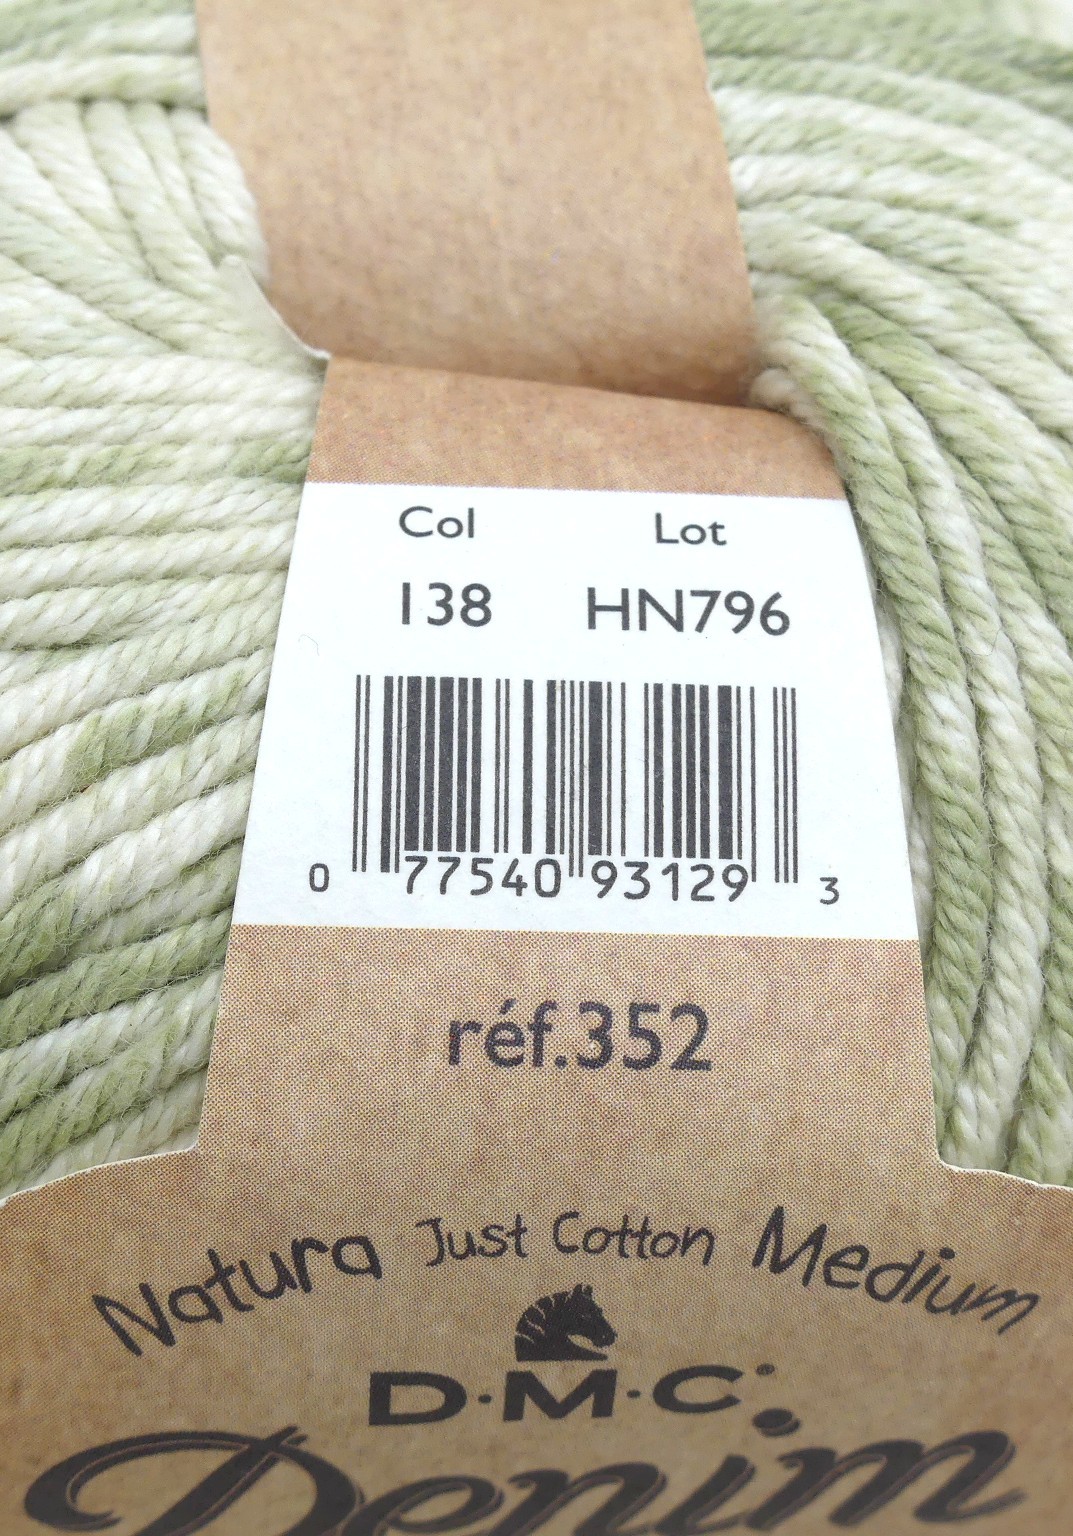 Col Lot
138 HN796
0 77540 93129 3
réf.352
Natura Just Cotton Medium
D·M·C®
Denim